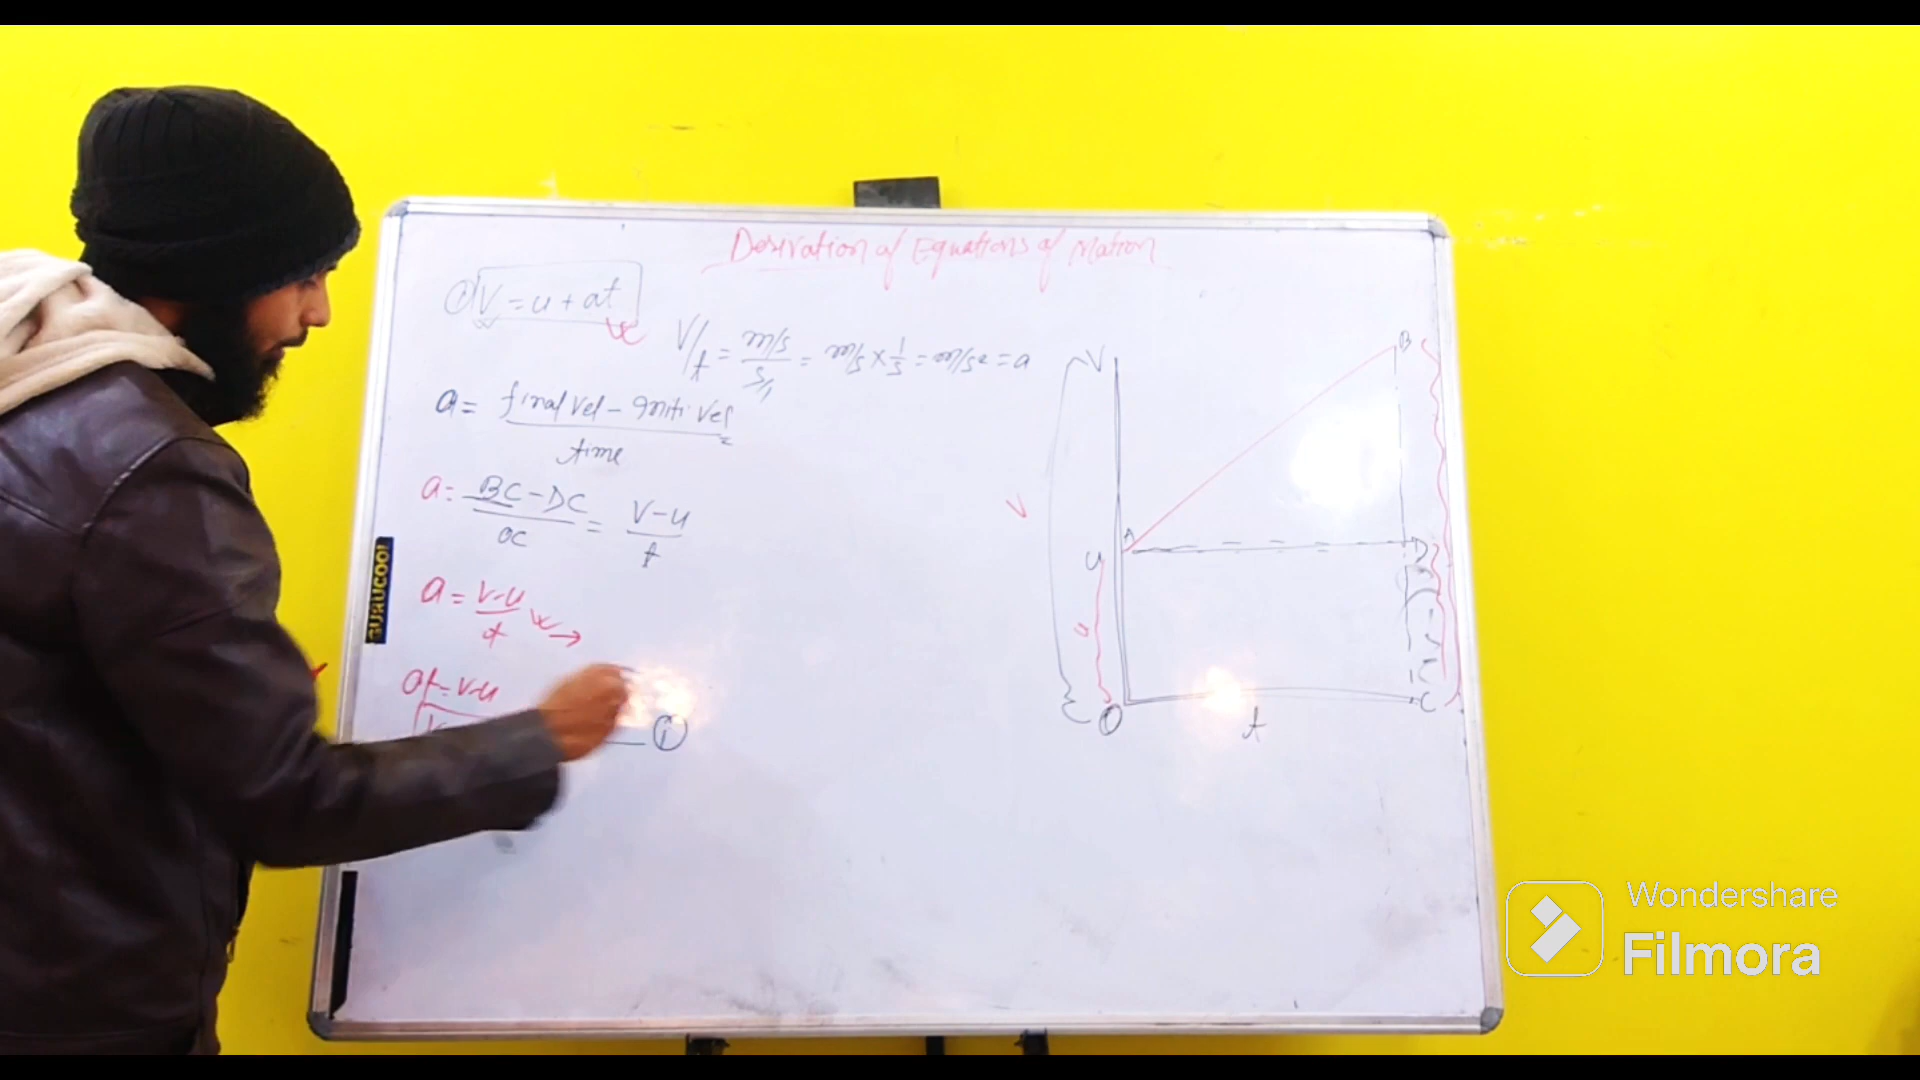 Derivation of Equations of Motion
① V = u + at
V/t = m/s / s/1 = m/s × 1/s = m/s² = a
a = final vel - Initi vel / time
a = BC - DC / OC = V - u / t
a = V-u / t →
at = V-u
①
V
B
V
A
D
u
u
O
C
t
GURUCOOL
Wondershare
Filmora